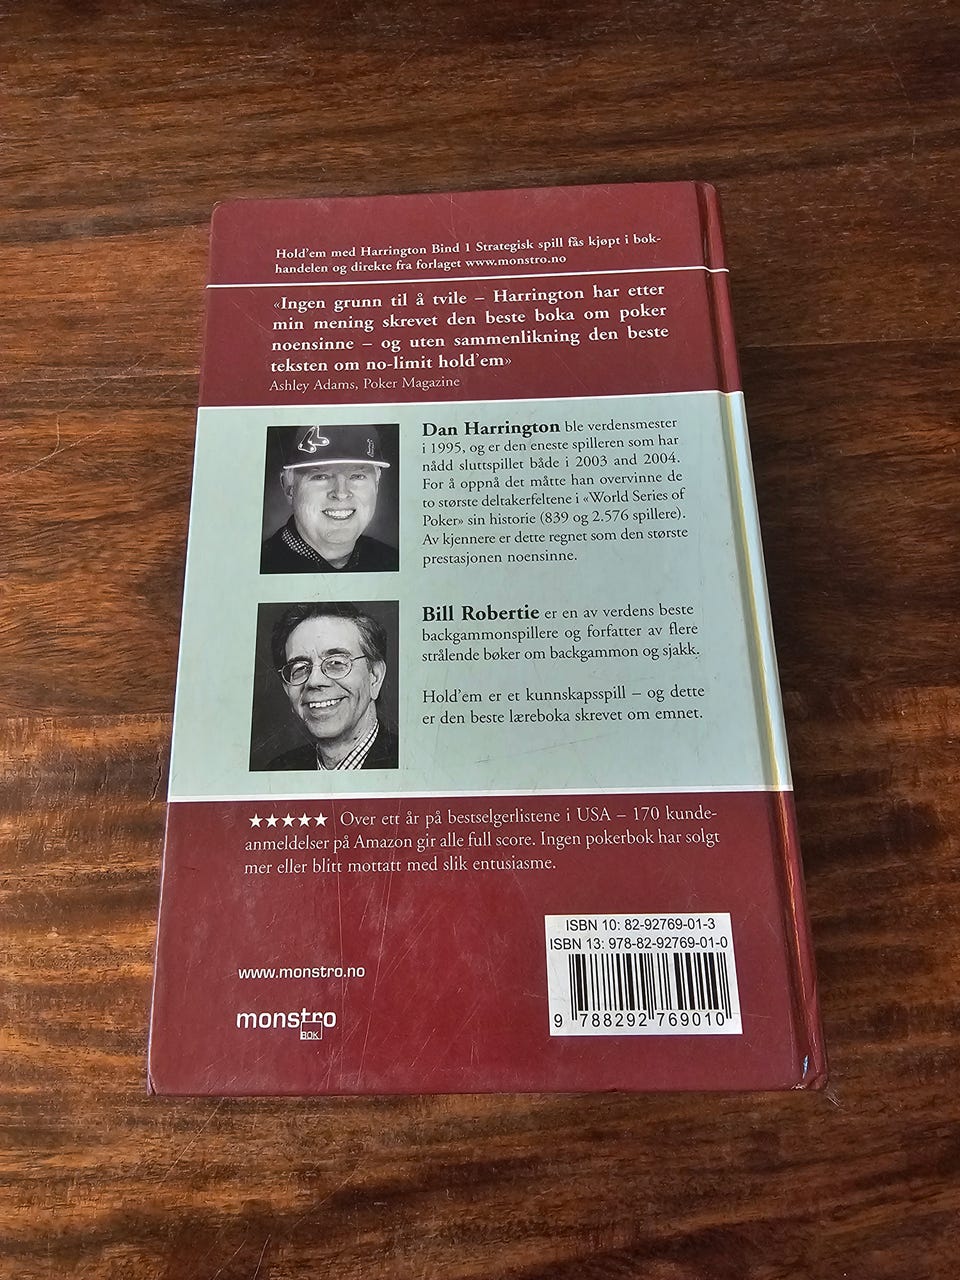 Hold'em med Harrington Bind 1 Strategisk spill fås kjøpt i bok-
handelen og direkte fra forlaget www.monstro.no
«Ingen grunn til å tvile – Harrington har etter
min mening skrevet den beste boka om poker
noensinne – og uten sammenlikning den beste
teksten om no-limit hold'em»
Ashley Adams, Poker Magazine
Dan Harrington ble verdensmester
i 1995, og er den eneste spilleren som har
nådd sluttspillet både i 2003 and 2004.
For å oppnå det måtte han overvinne de
to største deltakerfeltene i «World Series of
Poker» sin historie (839 og 2.576 spillere).
Av kjennere er dette regnet som den største
prestasjonen noensinne.
Bill Robertie er en av verdens beste
backgammonspillere og forfatter av flere
strålende bøker om backgammon og sjakk.
Hold'em er et kunnskapsspill – og dette
er den beste læreboka skrevet om emnet.
★★★★★ Over ett år på bestselgerlistene i USA – 170 kunde-
anmeldelser på Amazon gir alle full score. Ingen pokerbok har solgt
mer eller blitt mottatt med slik entusiasme.
ISBN 10: 82-92769-01-3
ISBN 13: 978-82-92769-01-0
9 788292 769010
www.monstro.no
monstro
BOK